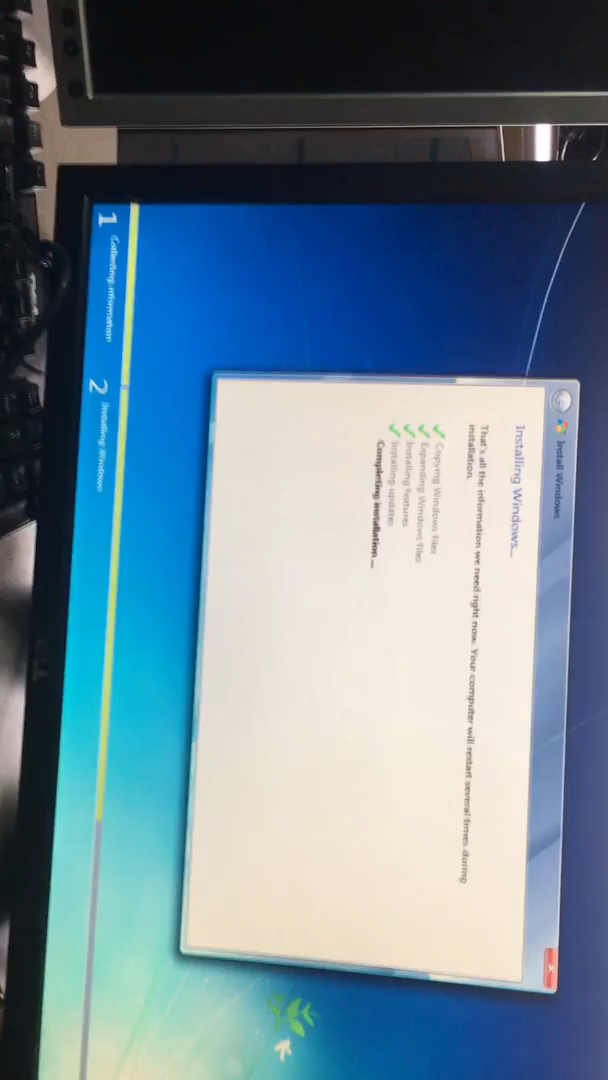 Install Windows
Installing Windows...
That's all the information we need right now. Your computer will restart several times during
installation.
Copying Windows files
Expanding Windows files
Installing features
Installing updates
Completing installation ...
1 Collecting information
2 Installing Windows